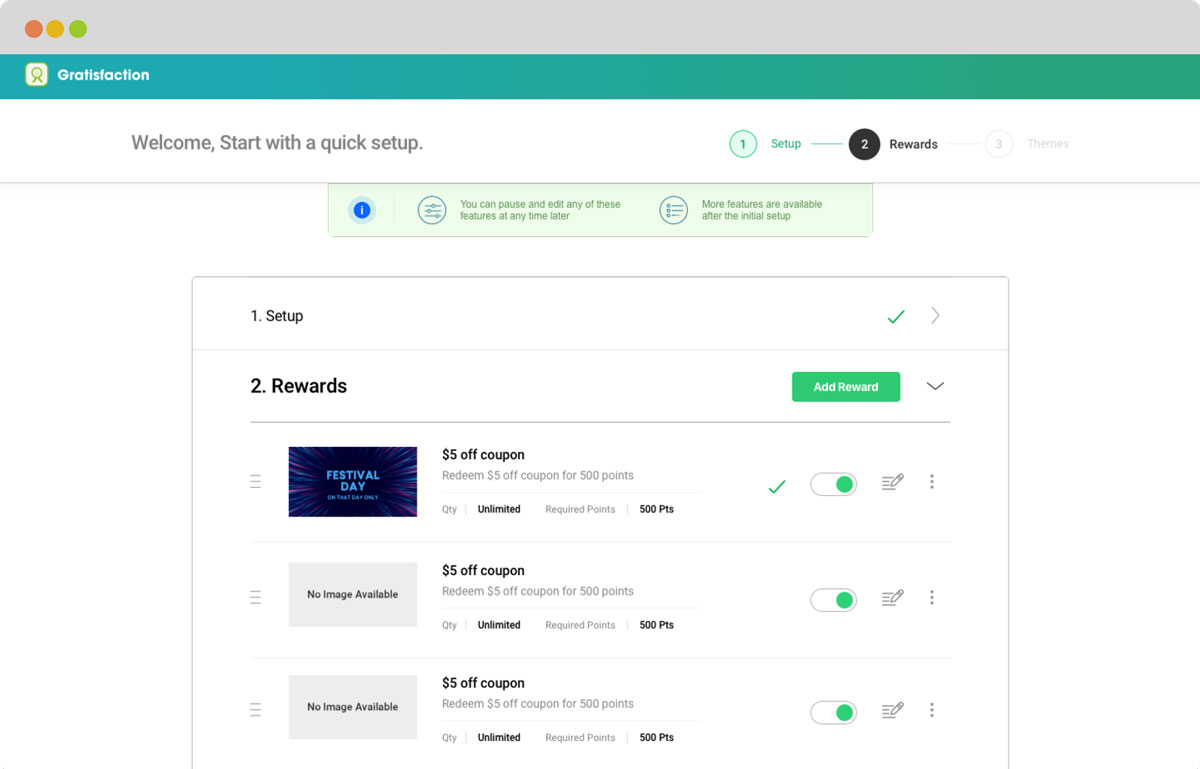 Gratisfaction
Welcome, Start with a quick setup.
1 Setup 2 Rewards 3 Themes
i
You can pause and edit any of these
features at any time later
More features are available
after the initial setup
1. Setup
2. Rewards
Add Reward
FESTIVAL
DAY
ON THAT DAY ONLY
$5 off coupon
Redeem $5 off coupon for 500 points
Qty Unlimited Required Points 500 Pts
No Image Available
$5 off coupon
Redeem $5 off coupon for 500 points
Qty Unlimited Required Points 500 Pts
No Image Available
$5 off coupon
Redeem $5 off coupon for 500 points
Qty Unlimited Required Points 500 Pts